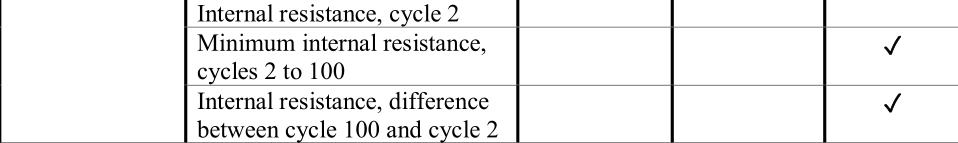 Internal resistance, cycle 2
Minimum internal resistance, ✓
cycles 2 to 100
Internal resistance, difference ✓
between cycle 100 and cycle 2